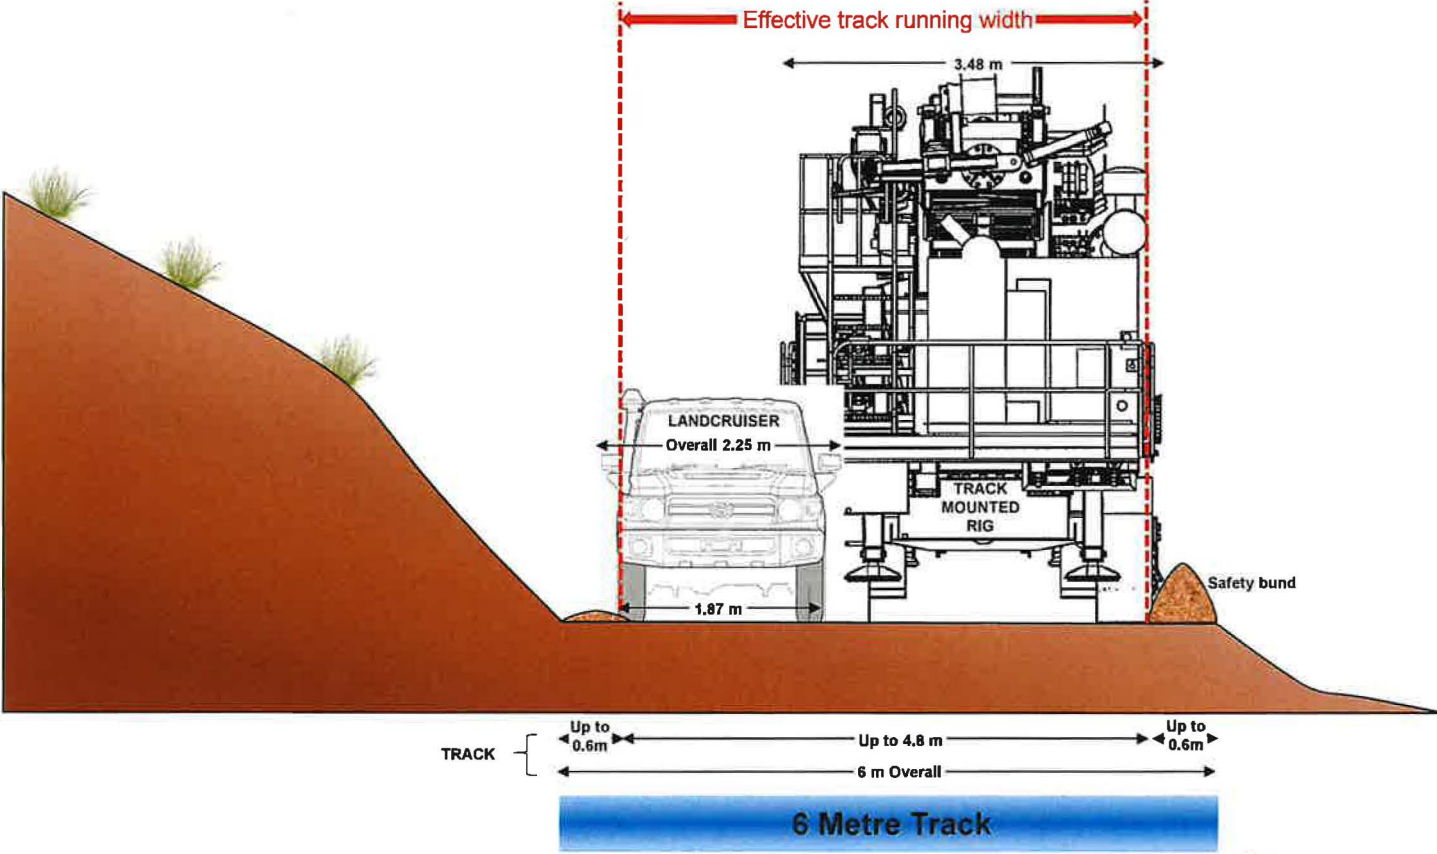 Effective track running width
3.48 m
LANDCRUISER
Overall 2.25 m
TRACK
MOUNTED
RIG
Safety bund
1.87 m
Up to
0.6m
Up to 4.8 m
Up to
0.6m
TRACK
6 m Overall
6 Metre Track